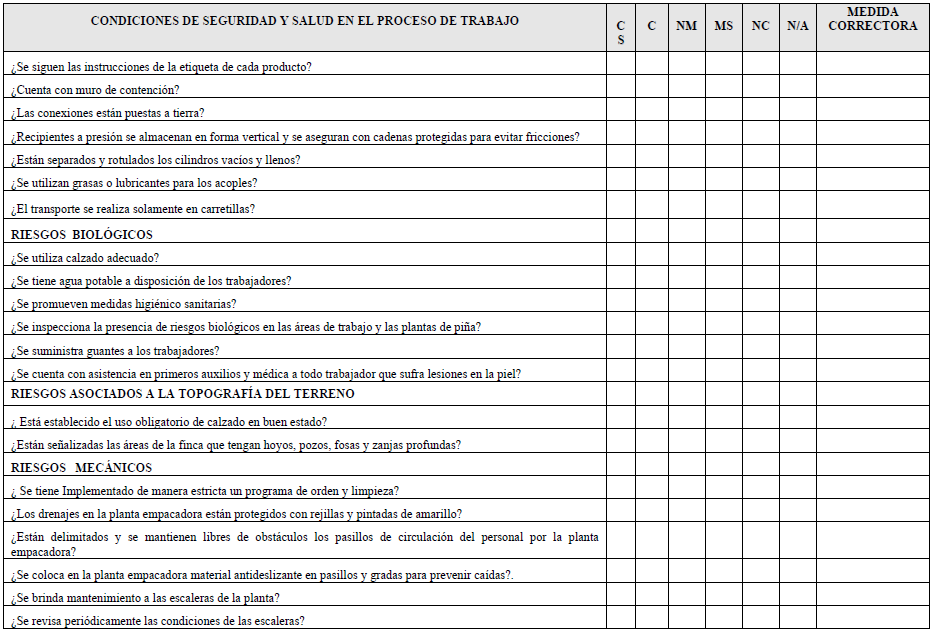 CONDICIONES DE SEGURIDAD Y SALUD EN EL PROCESO DE TRABAJO
C S
C
NM
MS
NC
N/A
MEDIDA CORRECTORA
¿Se siguen las instrucciones de la etiqueta de cada producto?
¿Cuenta con muro de contención?
¿Las conexiones están puestas a tierra?
¿Recipientes a presión se almacenan en forma vertical y se aseguran con cadenas protegidas para evitar fricciones?
¿Están separados y rotulados los cilindros vacíos y llenos?
¿Se utilizan grasas o lubricantes para los acoples?
¿El transporte se realiza solamente en carretillas?
RIESGOS BIOLÓGICOS
¿Se utiliza calzado adecuado?
¿Se tiene agua potable a disposición de los trabajadores?
¿Se promueven medidas higiénico sanitarias?
¿Se inspecciona la presencia de riesgos biológicos en las áreas de trabajo y las plantas de piña?
¿Se suministra guantes a los trabajadores?
¿Se cuenta con asistencia en primeros auxilios y médica a todo trabajador que sufra lesiones en la piel?
RIESGOS ASOCIADOS A LA TOPOGRAFÍA DEL TERRENO
¿ Está establecido el uso obligatorio de calzado en buen estado?
¿Están señalizadas las áreas de la finca que tengan hoyos, pozos, fosas y zanjas profundas?
RIESGOS MECÁNICOS
¿ Se tiene Implementado de manera estricta un programa de orden y limpieza?
¿Los drenajes en la planta empacadora están protegidos con rejillas y pintadas de amarillo?
¿Están delimitados y se mantienen libres de obstáculos los pasillos de circulación del personal por la planta
empacadora?
¿Se coloca en la planta empacadora material antideslizante en pasillos y gradas para prevenir caídas?.
¿Se brinda mantenimiento a las escaleras de la planta?
¿Se revisa periódicamente las condiciones de las escaleras?